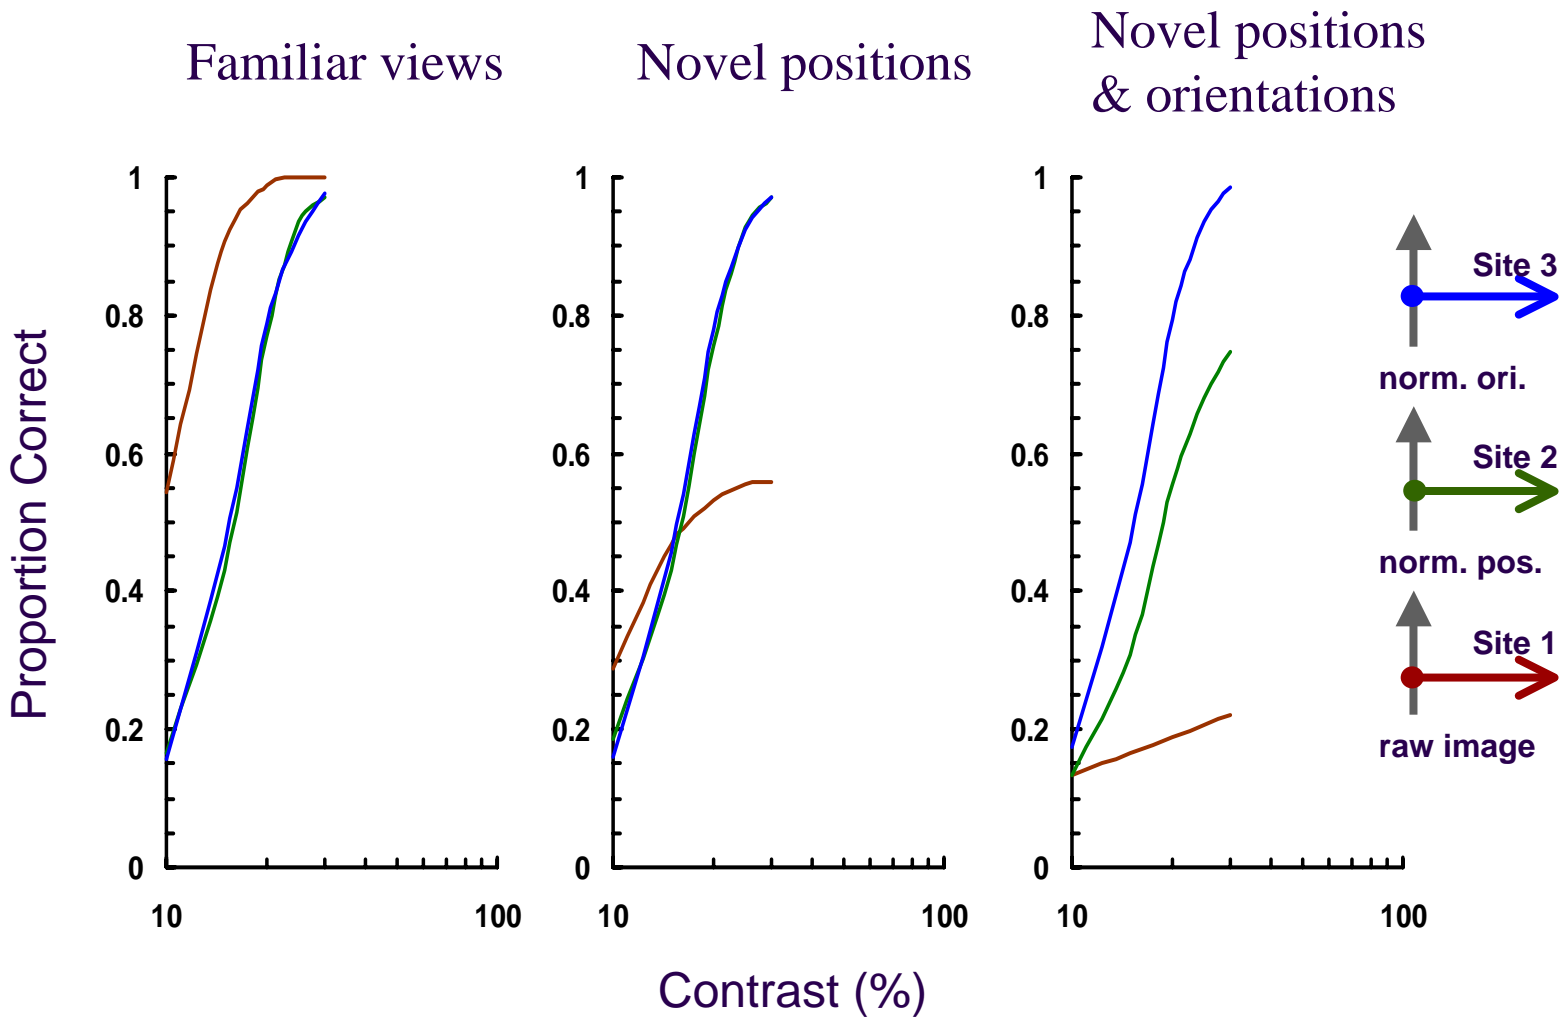 Familiar views
Novel positions
Novel positions
& orientations
Proportion Correct
1
0.8
0.6
0.4
0.2
0
10
100
1
0.8
0.6
0.4
0.2
0
10
100
1
0.8
0.6
0.4
0.2
0
10
100
Contrast (%)
Site 3
norm. ori.
Site 2
norm. pos.
Site 1
raw image